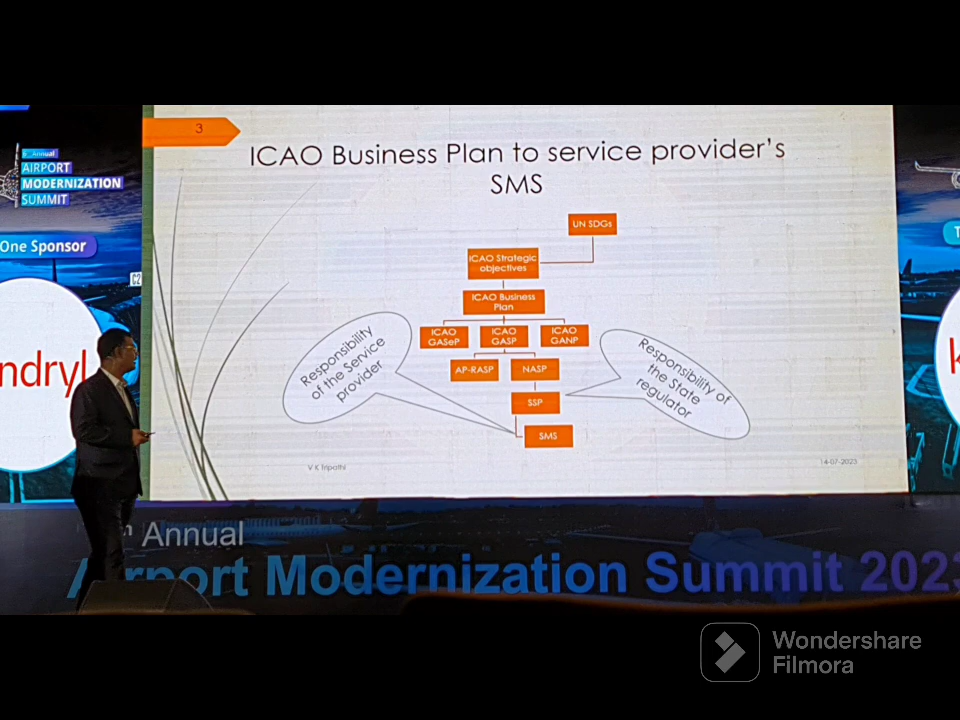 3
ICAO Business Plan to service provider's
SMS
UN SDGs
ICAO Strategic
objectives
ICAO Business
Plan
ICAO
GASeP
ICAO
GASP
ICAO
GANP
AP-RASP
NASP
SSP
SMS
Responsibility
of the Service
provider
Responsibility of
the State
regulator
V K Tripathi
14-07-2023
Annual
AIRPORT
MODERNIZATION
SUMMIT
One Sponsor
ndryl
T
k
Annual
Airport Modernization Summit 2023
Wondershare
Filmora